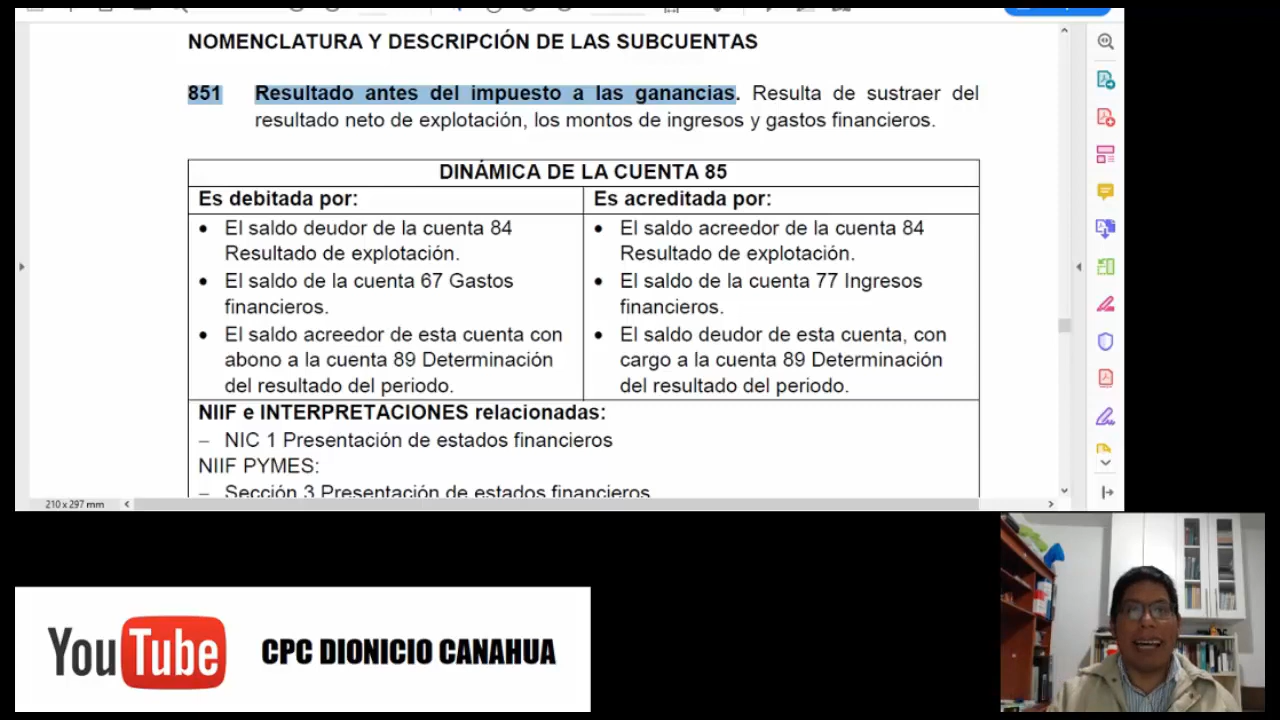 NOMENCLATURA Y DESCRIPCIÓN DE LAS SUBCUENTAS
851 Resultado antes del impuesto a las ganancias. Resulta de sustraer del
resultado neto de explotación, los montos de ingresos y gastos financieros.
DINÁMICA DE LA CUENTA 85
Es debitada por:
• El saldo deudor de la cuenta 84
Resultado de explotación.
• El saldo de la cuenta 67 Gastos
financieros.
• El saldo acreedor de esta cuenta con
abono a la cuenta 89 Determinación
del resultado del periodo.
Es acreditada por:
• El saldo acreedor de la cuenta 84
Resultado de explotación.
• El saldo de la cuenta 77 Ingresos
financieros.
• El saldo deudor de esta cuenta, con
cargo a la cuenta 89 Determinación
del resultado del periodo.
NIIF e INTERPRETACIONES relacionadas:
– NIC 1 Presentación de estados financieros
NIIF PYMES:
– Sección 3 Presentación de estados financieros
210 x 297 mm
YouTube CPC DIONICIO CANAHUA